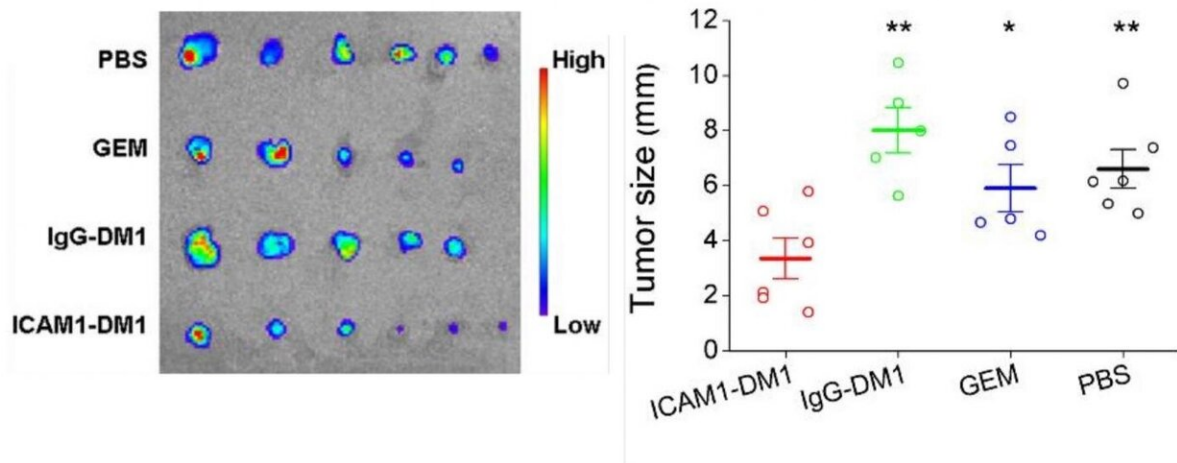 PBS
GEM
IgG-DM1
ICAM1-DM1
High
Low
Tumor size (mm)
12
10
8
6
4
2
0
** * **
ICAM1-DM1
IgG-DM1
GEM
PBS